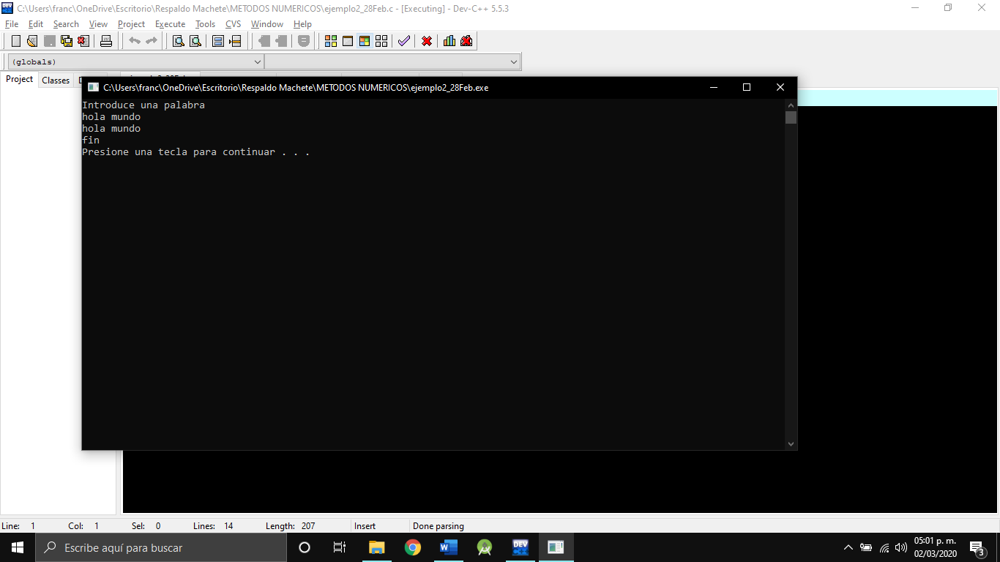 C:\Users\franc\OneDrive\Escritorio\Respaldo Machete\METODOS NUMERICOS\ejemplo2_28Feb.c - [Executing] - Dev-C++ 5.5.3
File Edit Search View Project Execute Tools CVS Window Help
(globals)
Project Classes
C:\Users\franc\OneDrive\Escritorio\Respaldo Machete\METODOS NUMERICOS\ejemplo2_28Feb.exe
Introduce una palabra
hola mundo
hola mundo
fin
Presione una tecla para continuar . . .
Line: 1 Col: 1 Sel: 0 Lines: 14 Length: 207 Insert Done parsing
Escribe aquí para buscar
DEV
05:01 p. m.
02/03/2020
3